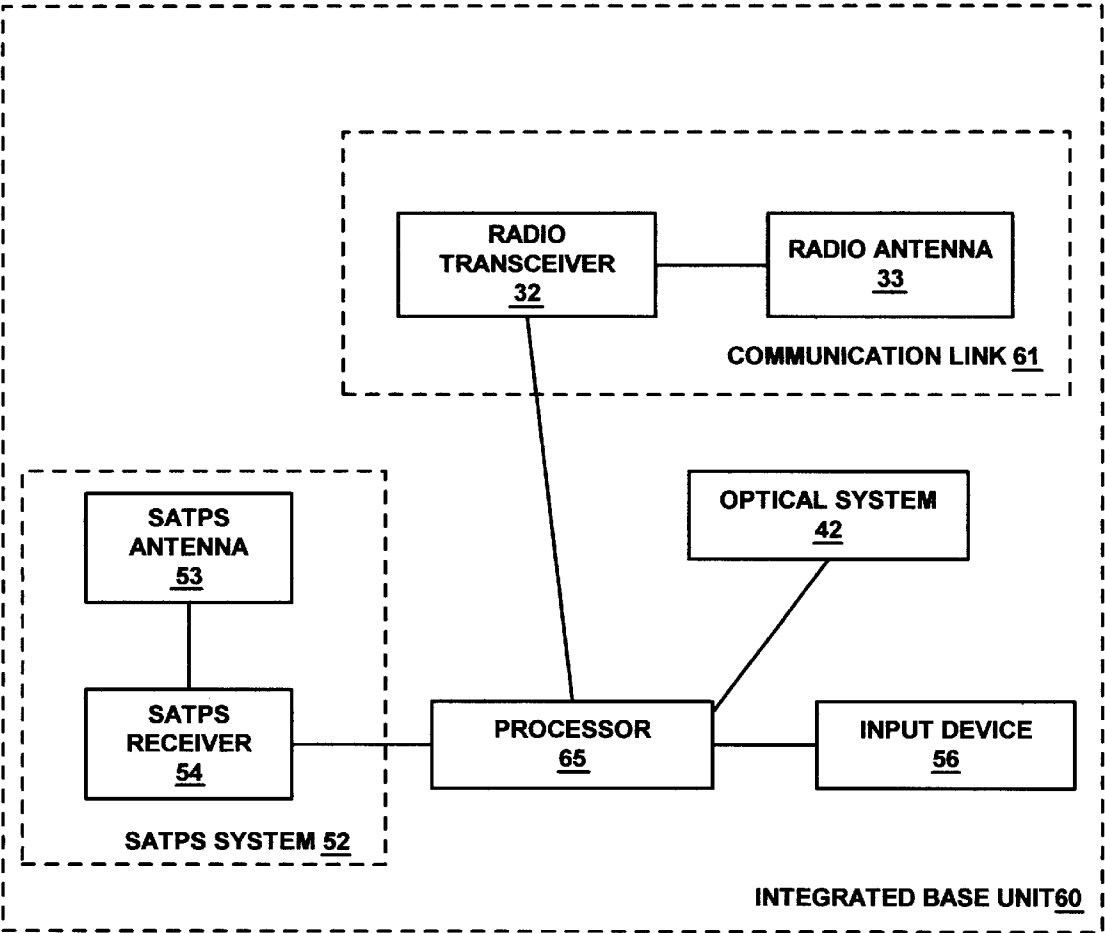 RADIO
TRANSCEIVER
32
RADIO ANTENNA
33
COMMUNICATION LINK 61
OPTICAL SYSTEM
42
SATPS
ANTENNA
53
SATPS
RECEIVER
54
PROCESSOR
65
INPUT DEVICE
56
SATPS SYSTEM 52
INTEGRATED BASE UNIT60